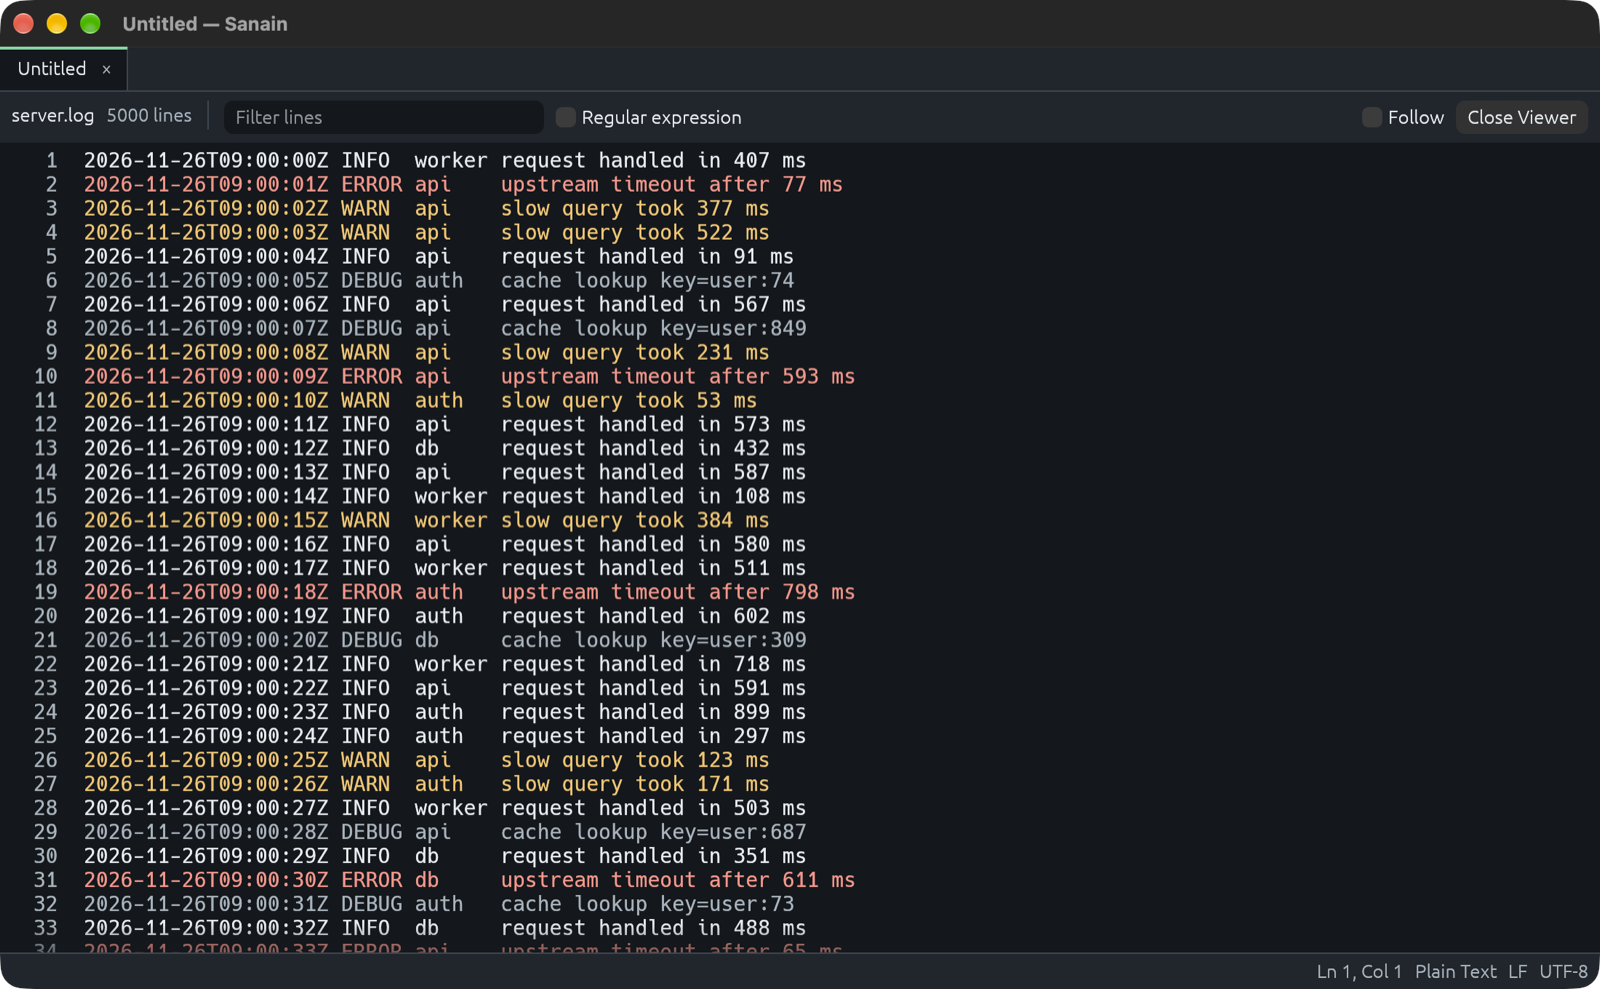 Untitled — Sanain
Untitled ×
server.log 5000 lines Filter lines Regular expression Follow Close Viewer
1 2026-11-26T09:00:00Z INFO  worker request handled in 407 ms
2 2026-11-26T09:00:01Z ERROR api    upstream timeout after 77 ms
3 2026-11-26T09:00:02Z WARN  api    slow query took 377 ms
4 2026-11-26T09:00:03Z WARN  api    slow query took 522 ms
5 2026-11-26T09:00:04Z INFO  api    request handled in 91 ms
6 2026-11-26T09:00:05Z DEBUG auth   cache lookup key=user:74
7 2026-11-26T09:00:06Z INFO  api    request handled in 567 ms
8 2026-11-26T09:00:07Z DEBUG api    cache lookup key=user:849
9 2026-11-26T09:00:08Z WARN  api    slow query took 231 ms
10 2026-11-26T09:00:09Z ERROR api    upstream timeout after 593 ms
11 2026-11-26T09:00:10Z WARN  auth   slow query took 53 ms
12 2026-11-26T09:00:11Z INFO  api    request handled in 573 ms
13 2026-11-26T09:00:12Z INFO  db     request handled in 432 ms
14 2026-11-26T09:00:13Z INFO  api    request handled in 587 ms
15 2026-11-26T09:00:14Z INFO  worker request handled in 108 ms
16 2026-11-26T09:00:15Z WARN  worker slow query took 384 ms
17 2026-11-26T09:00:16Z INFO  api    request handled in 580 ms
18 2026-11-26T09:00:17Z INFO  worker request handled in 511 ms
19 2026-11-26T09:00:18Z ERROR auth   upstream timeout after 798 ms
20 2026-11-26T09:00:19Z INFO  auth   request handled in 602 ms
21 2026-11-26T09:00:20Z DEBUG db     cache lookup key=user:309
22 2026-11-26T09:00:21Z INFO  worker request handled in 718 ms
23 2026-11-26T09:00:22Z INFO  api    request handled in 591 ms
24 2026-11-26T09:00:23Z INFO  auth   request handled in 899 ms
25 2026-11-26T09:00:24Z INFO  auth   request handled in 297 ms
26 2026-11-26T09:00:25Z WARN  api    slow query took 123 ms
27 2026-11-26T09:00:26Z WARN  auth   slow query took 171 ms
28 2026-11-26T09:00:27Z INFO  worker request handled in 503 ms
29 2026-11-26T09:00:28Z DEBUG api    cache lookup key=user:687
30 2026-11-26T09:00:29Z INFO  db     request handled in 351 ms
31 2026-11-26T09:00:30Z ERROR db     upstream timeout after 611 ms
32 2026-11-26T09:00:31Z DEBUG auth   cache lookup key=user:73
33 2026-11-26T09:00:32Z INFO  db     request handled in 488 ms
34 2026-11-26T09:00:33Z ERROR api    upstream timeout after 65 ms
Ln 1, Col 1 Plain Text LF UTF-8